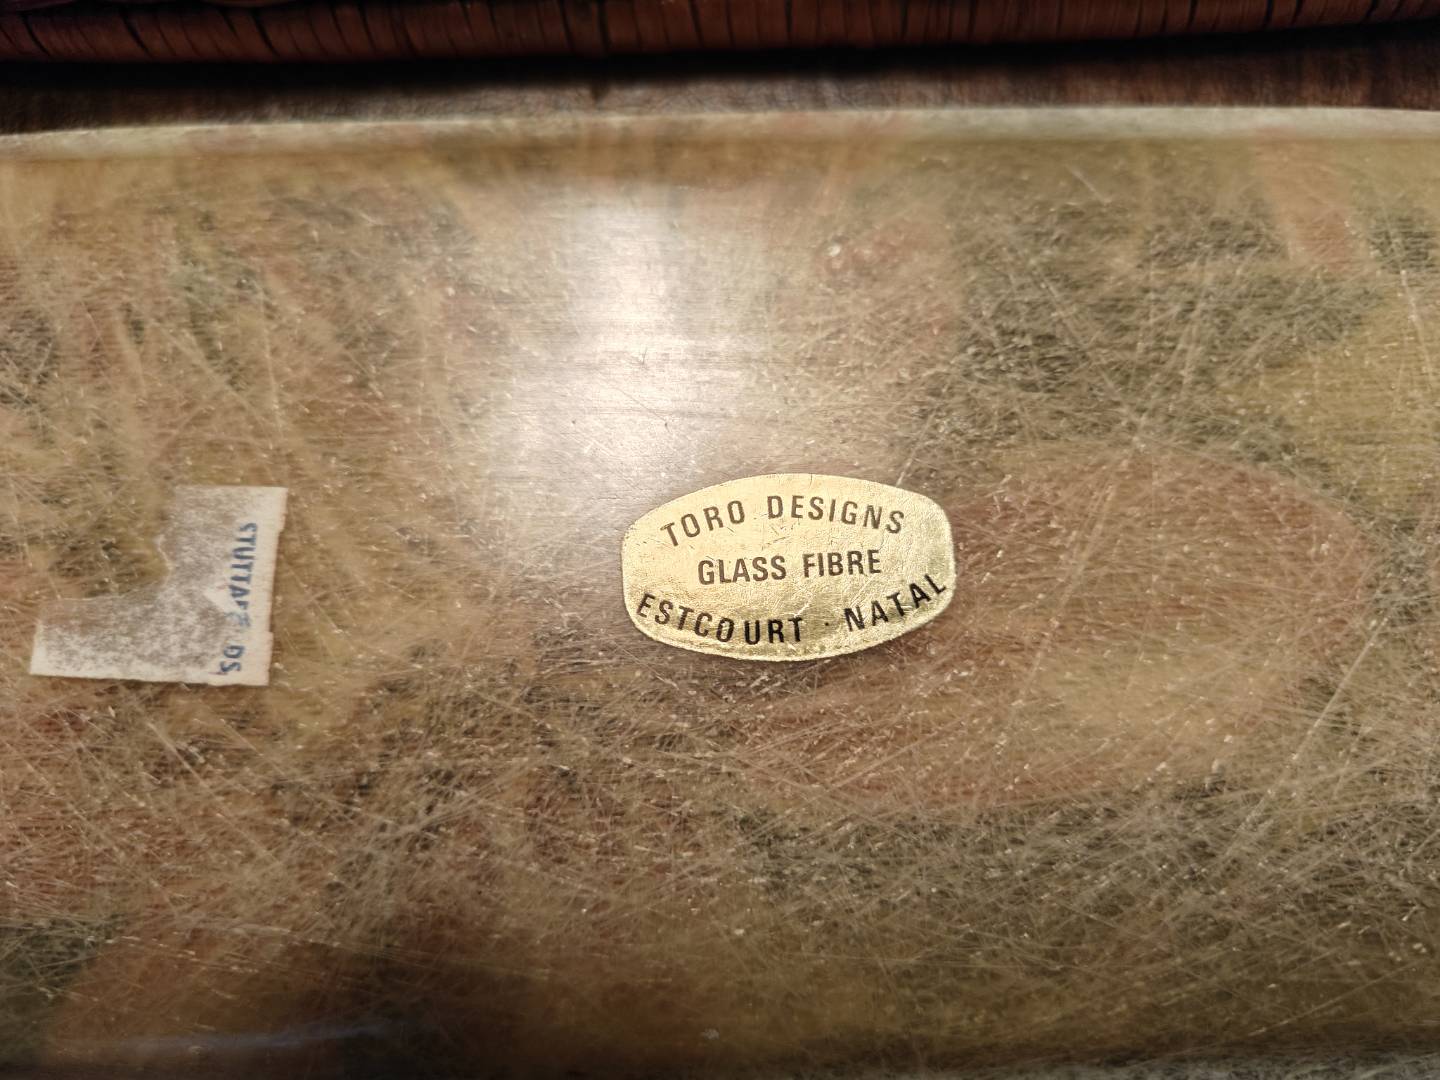 TORO DESIGNS
GLASS FIBRE
ESTCOURT · NATAL